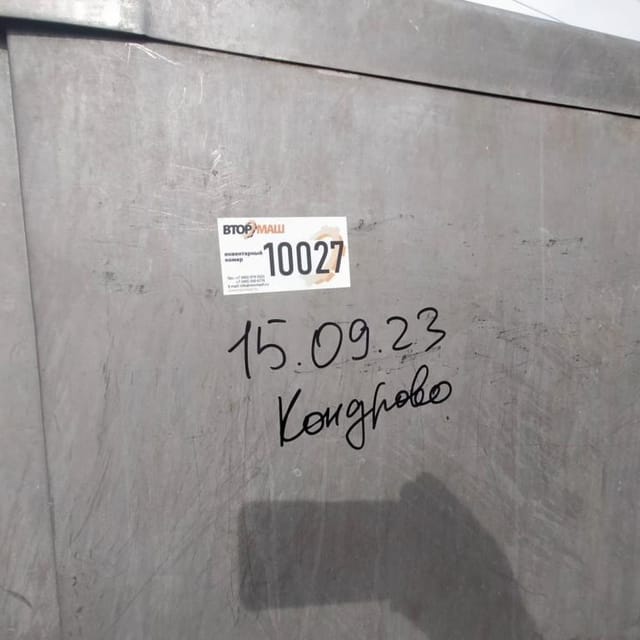 ВТОРМАШ
инвентарный
номер
10027
15.09.23
Кондрово